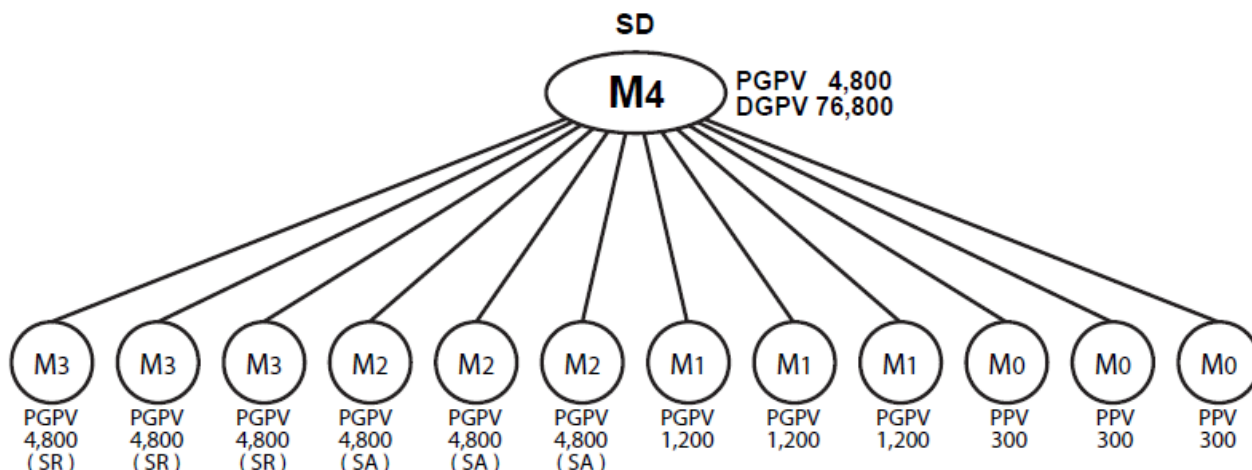 SD
M4
PGPV 4,800
DGPV 76,800
M3 M3 M3 M2 M2 M2 M1 M1 M1 M0 M0 M0
PGPV PGPV PGPV PGPV PGPV PGPV PGPV PGPV PGPV PPV PPV PPV
4,800 4,800 4,800 4,800 4,800 4,800 1,200 1,200 1,200 300 300 300
( SR ) ( SR ) ( SR ) ( SA ) ( SA ) ( SA )